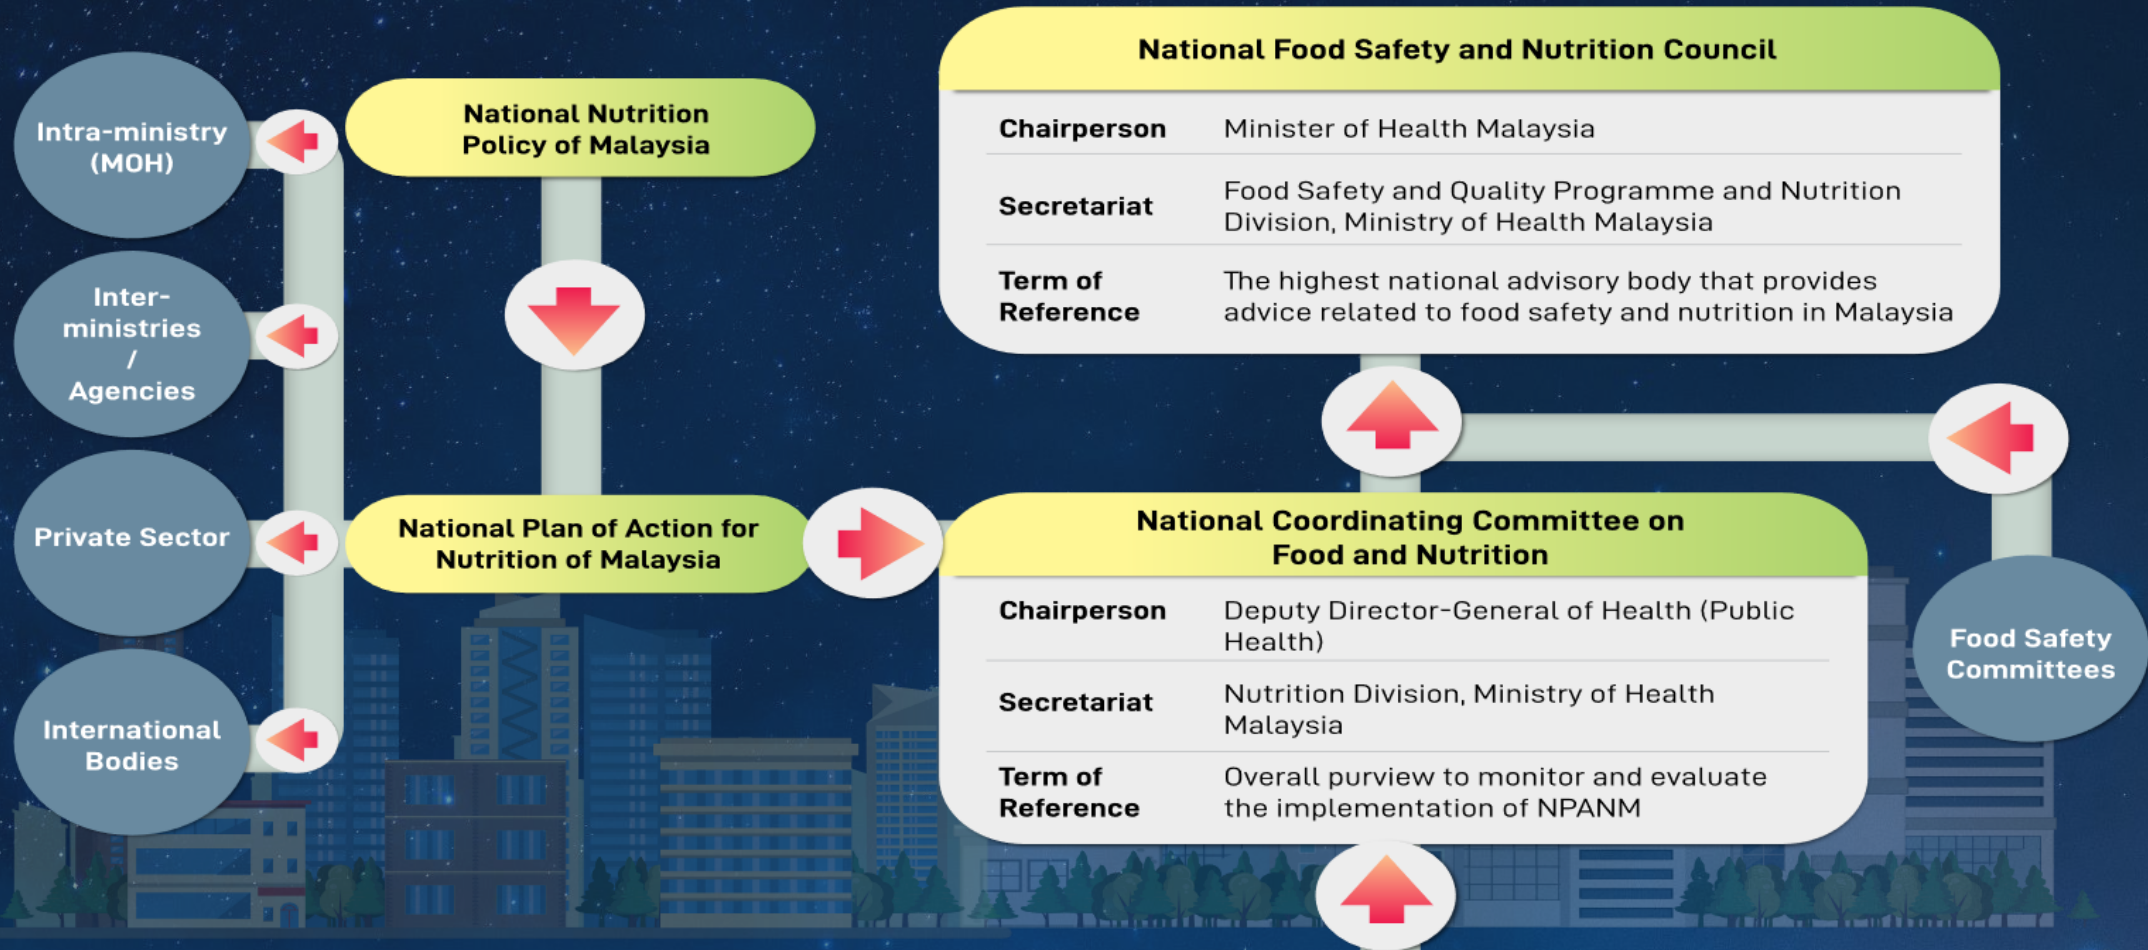 Intra-ministry
(MOH)
Inter-
ministries
/
Agencies
Private Sector
International
Bodies
National Nutrition
Policy of Malaysia
National Plan of Action for
Nutrition of Malaysia
National Food Safety and Nutrition Council
Chairperson Minister of Health Malaysia
Secretariat Food Safety and Quality Programme and Nutrition
Division, Ministry of Health Malaysia
Term of The highest national advisory body that provides
Reference advice related to food safety and nutrition in Malaysia
National Coordinating Committee on
Food and Nutrition
Chairperson Deputy Director-General of Health (Public
Health)
Secretariat Nutrition Division, Ministry of Health
Malaysia
Term of Overall purview to monitor and evaluate
Reference the implementation of NPANM
Food Safety
Committees